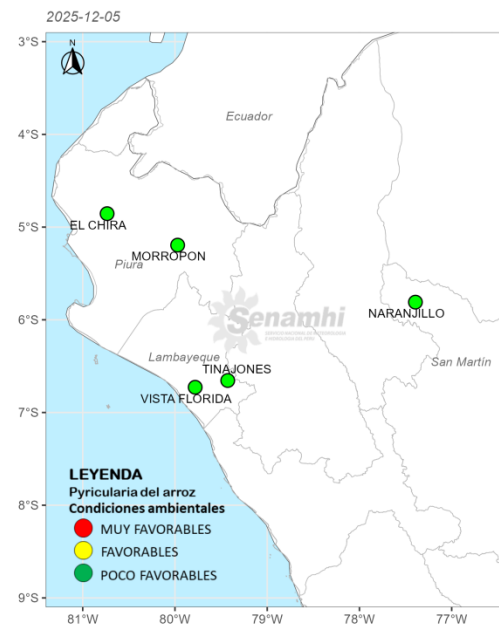 2025-12-05
3°S
N
Ecuador
4°S
5°S
EL CHIRA
MORROPON
Piura
NARANJILLO
6°S
Senamhi
Lambayeque
San Martín
TINAJONES
VISTA FLORIDA
7°S
LEYENDA
Pyricularia del arroz
Condiciones ambientales
MUY FAVORABLES
8°S
FAVORABLES
POCO FAVORABLES
9°S
81°W 80°W 79°W 78°W 77°W